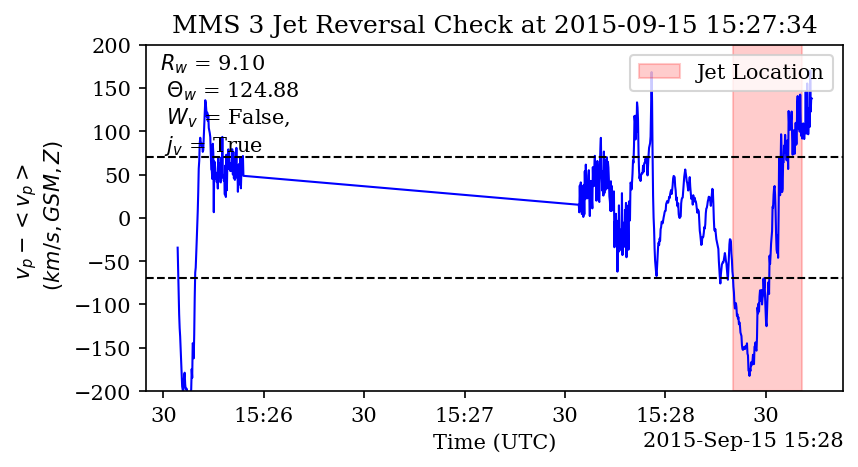 MMS 3 Jet Reversal Check at 2015-09-15 15:27:34
R_w = 9.10
Θ_w = 124.88
W_v = False,
j_v = True
Jet Location
v_p − < v_p >
(km/s, GSM, Z)
200
150
100
50
0
−50
−100
−150
−200
30 15:26 30 15:27 30 15:28 30
Time (UTC)
2015-Sep-15 15:28